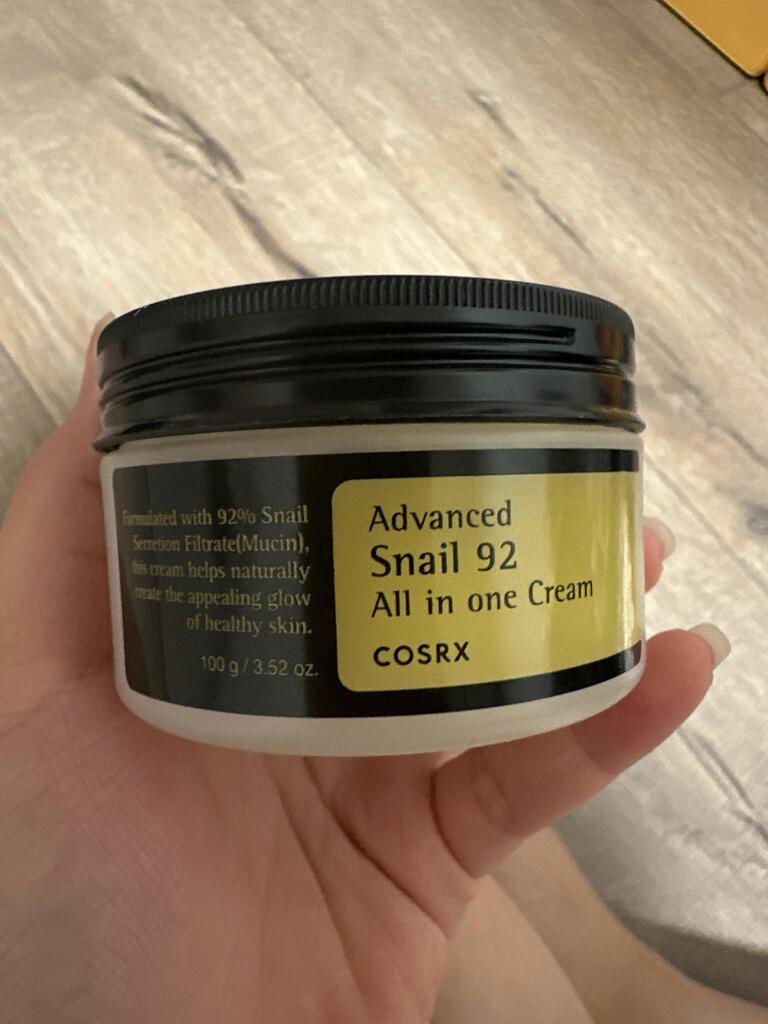 Formulated with 92% Snail
Secretion Filtrate(Mucin),
this cream helps naturally
create the appealing glow
of healthy skin.
100 g / 3.52 oz.
Advanced
Snail 92
All in one Cream
COSRX